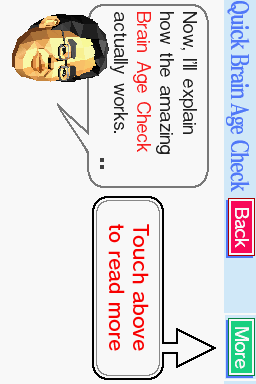 Quick Brain Age Check
Now, I'll explain
how the amazing
Brain Age Check
actually works.
Back
More
Touch above
to read more